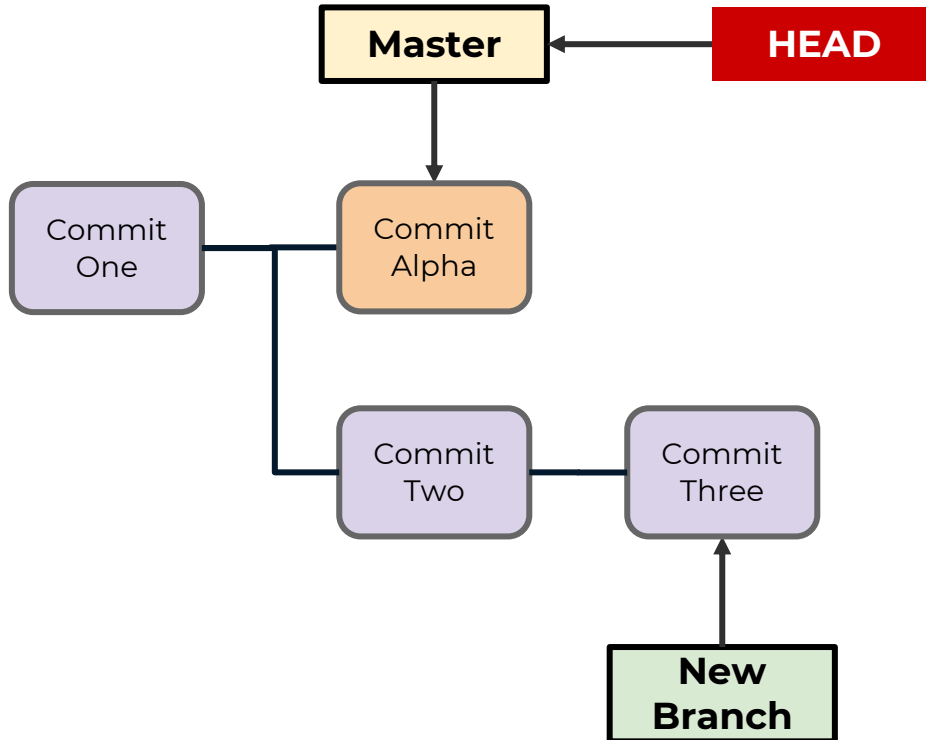 Master
HEAD
Commit
One
Commit
Alpha
Commit
Two
Commit
Three
New
Branch